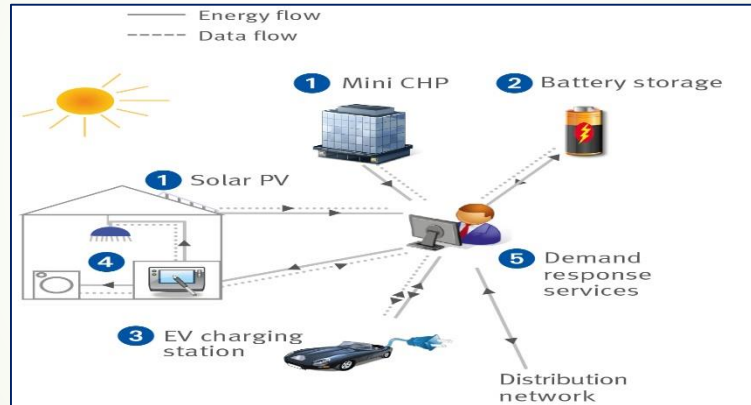 Energy flow
Data flow
1 Mini CHP
2 Battery storage
1 Solar PV
4
5 Demand
response
services
3 EV charging
station
Distribution
network